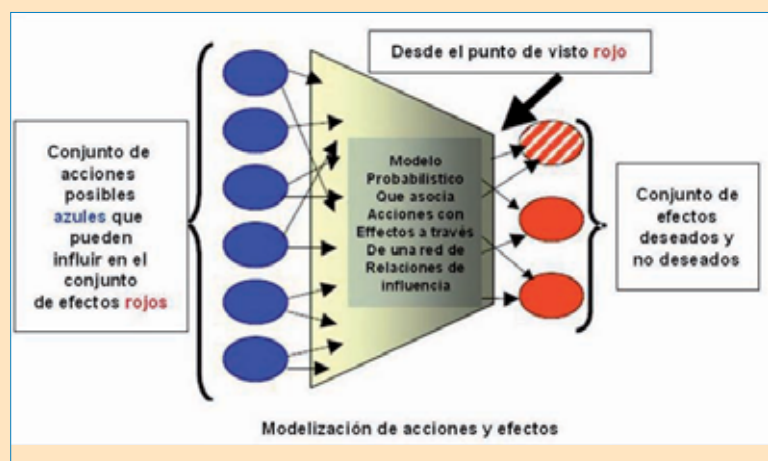 Desde el punto de visto rojo
Conjunto de
acciones
posibles
azules que
pueden
influir en el
conjunto
de efectos rojos
Modelo
Probabilístico
Que asocia
Acciones con
Effectos a través
De una red de
Relaciones de
influencia
Conjunto de
efectos
deseados y
no deseados
Modelización de acciones y efectos